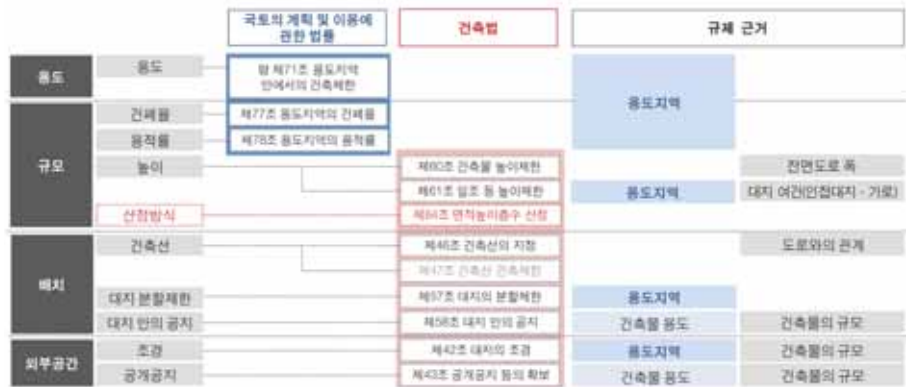 국토의 계획 및 이용에
관한 법률
건축법
규제 근거
용도
용도
령 제71조 용도지역
안에서의 건축제한
용도지역
규모
건폐율
제77조 용도지역의 건폐율
용적률
제78조 용도지역의 용적률
높이
제60조 건축물 높이제한
전면도로 폭
제61조 일조 등 높이제한
용도지역
대지 여건(인접대지 · 가로)
산정방식
제84조 면적높이층수 산정
배치
건축선
제46조 건축선의 지정
도로와의 관계
제47조 건축선 건축제한
대지 분할제한
제57조 대지의 분할제한
용도지역
대지 안의 공지
제58조 대지 안의 공지
건축물 용도
건축물의 규모
외부공간
조경
제42조 대지의 조경
용도지역
건축물의 규모
공개공지
제43조 공개공지 등의 확보
건축물 용도
건축물의 규모